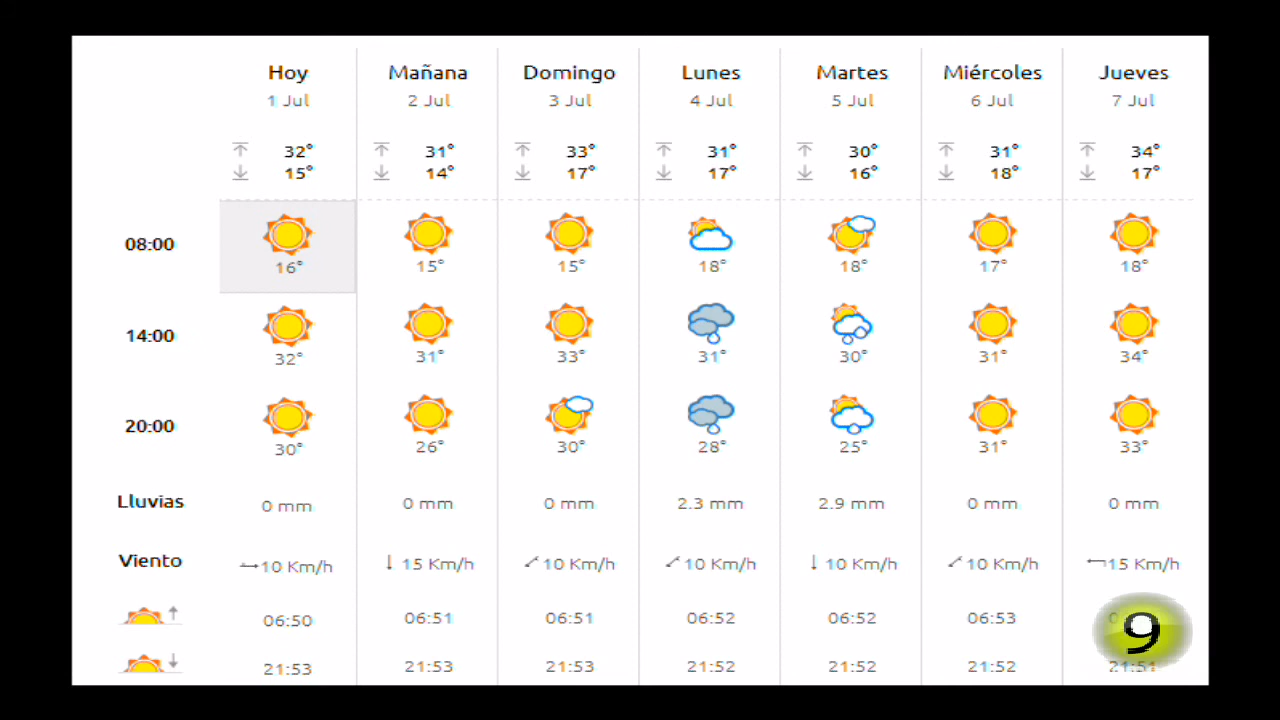 Hoy Mañana Domingo Lunes Martes Miércoles Jueves
1 Jul 2 Jul 3 Jul 4 Jul 5 Jul 6 Jul 7 Jul
32° 31° 33° 31° 30° 31° 34°
15° 14° 17° 17° 16° 18° 17°
08:00
16° 15° 15° 18° 18° 17° 18°
14:00
32° 31° 33° 31° 30° 31° 34°
20:00
30° 26° 30° 28° 25° 31° 33°
Lluvias 0 mm 0 mm 0 mm 2.3 mm 2.9 mm 0 mm 0 mm
Viento 10 Km/h 15 Km/h 10 Km/h 10 Km/h 10 Km/h 10 Km/h 15 Km/h
06:50 06:51 06:51 06:52 06:52 06:53
9
21:53 21:53 21:53 21:52 21:52 21:52 21:51